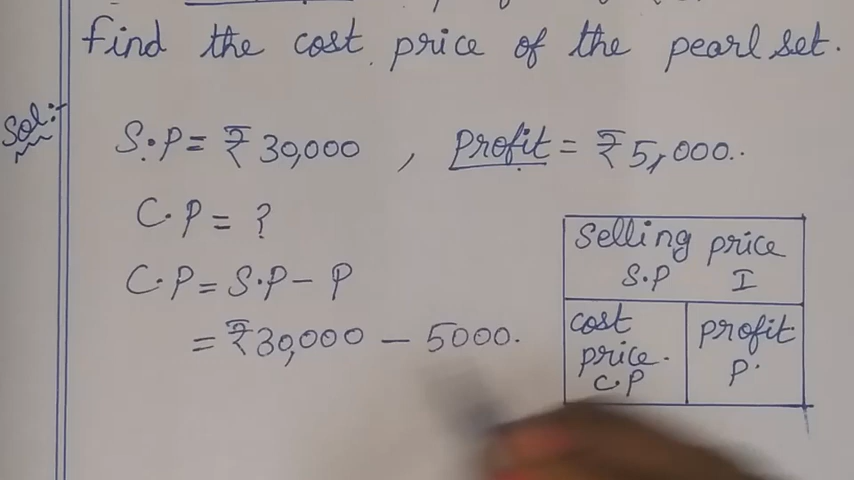 find the cost price of the pearl set.
Sol:-
S.P = ₹ 30,000 , profit = ₹ 5,000..
C.P = ?
C.P = S.P - P
= ₹30,000 - 5000.
selling price
S.P I
cost price. C.P
profit P.